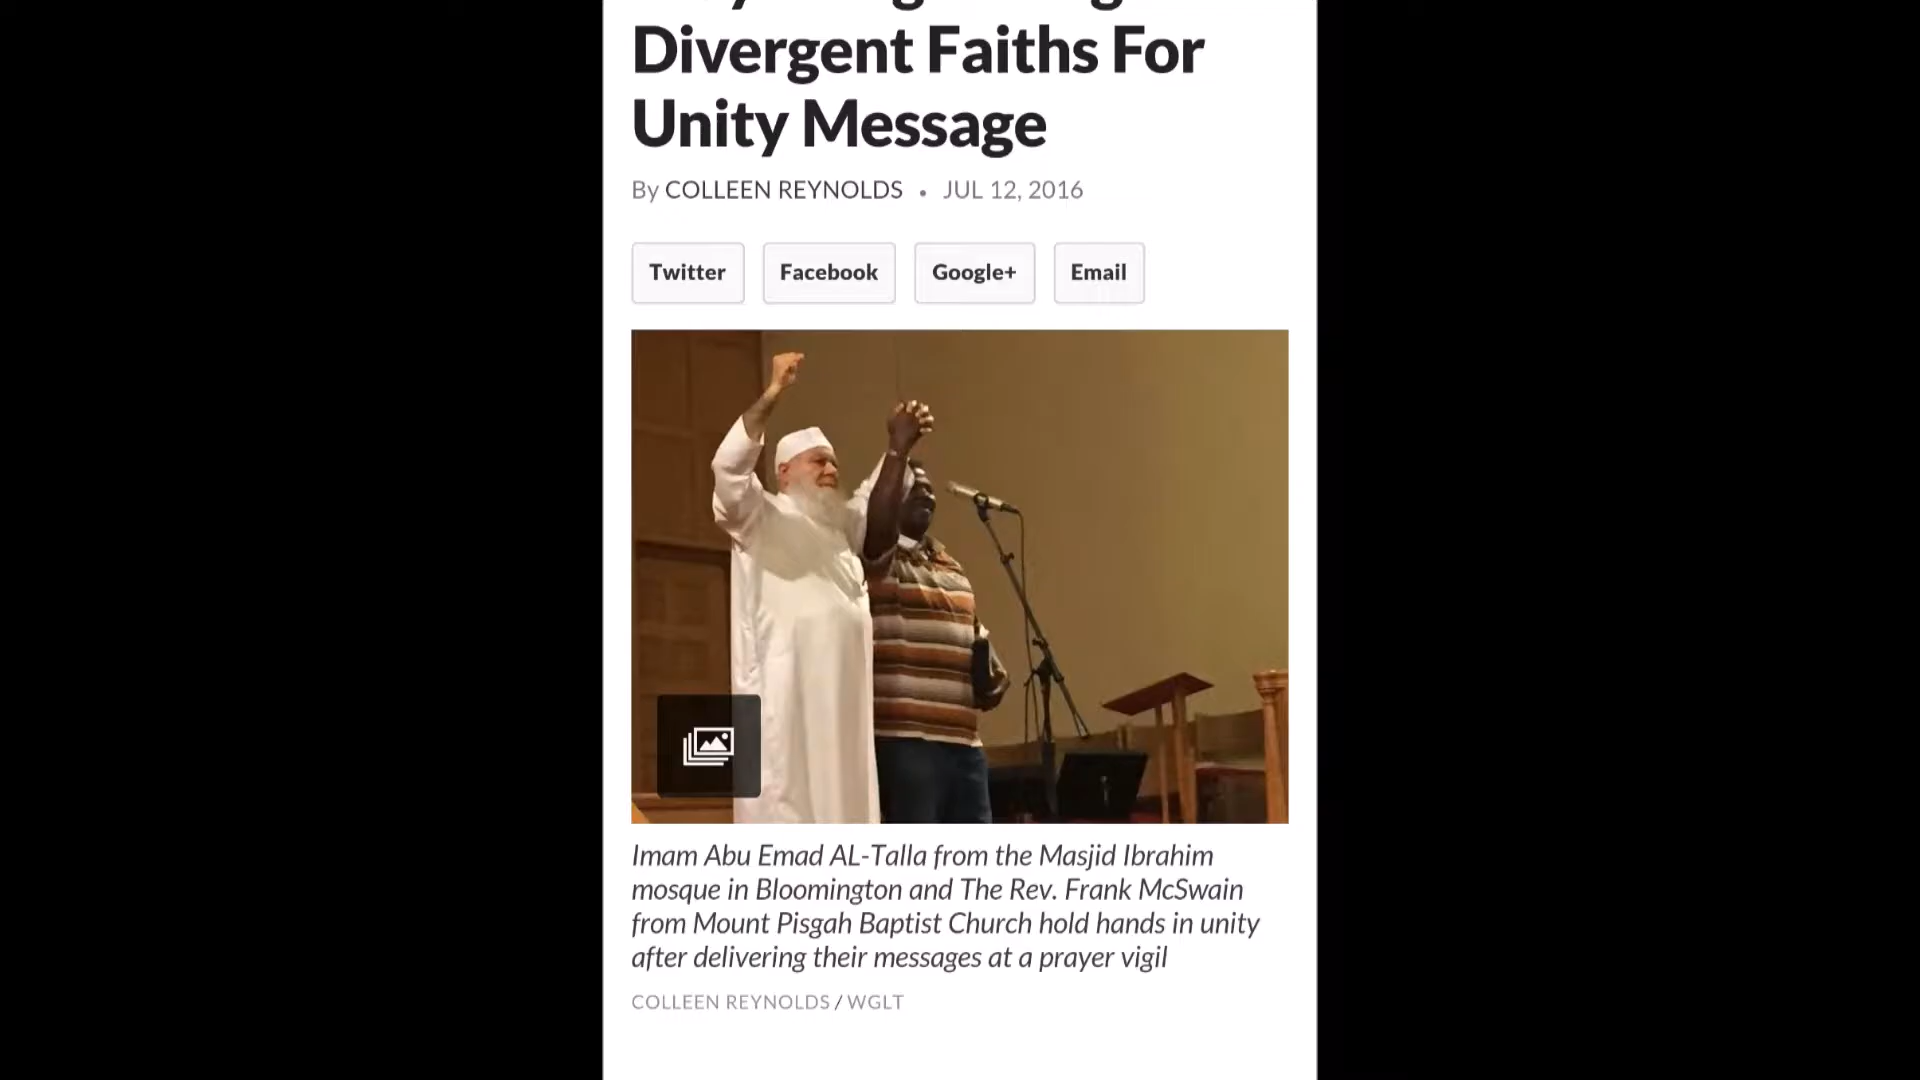 Divergent Faiths For
Unity Message
By COLLEEN REYNOLDS • JUL 12, 2016
Twitter Facebook Google+ Email
Imam Abu Emad AL-Talla from the Masjid Ibrahim
mosque in Bloomington and The Rev. Frank McSwain
from Mount Pisgah Baptist Church hold hands in unity
after delivering their messages at a prayer vigil
COLLEEN REYNOLDS / WGLT